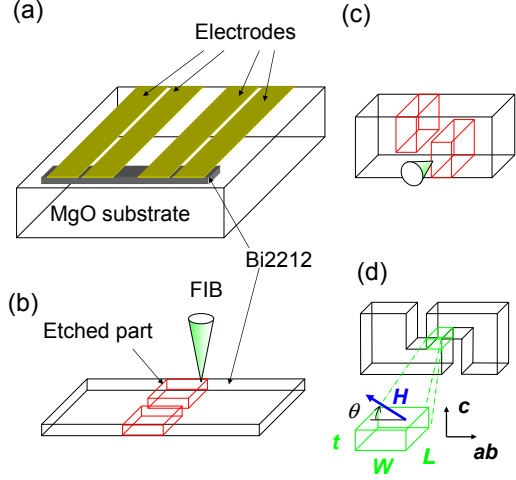 (a)
Electrodes
MgO substrate
Bi2212
(b)
FIB
Etched part
(c)
(d)
H
θ
t
W
L
c
ab